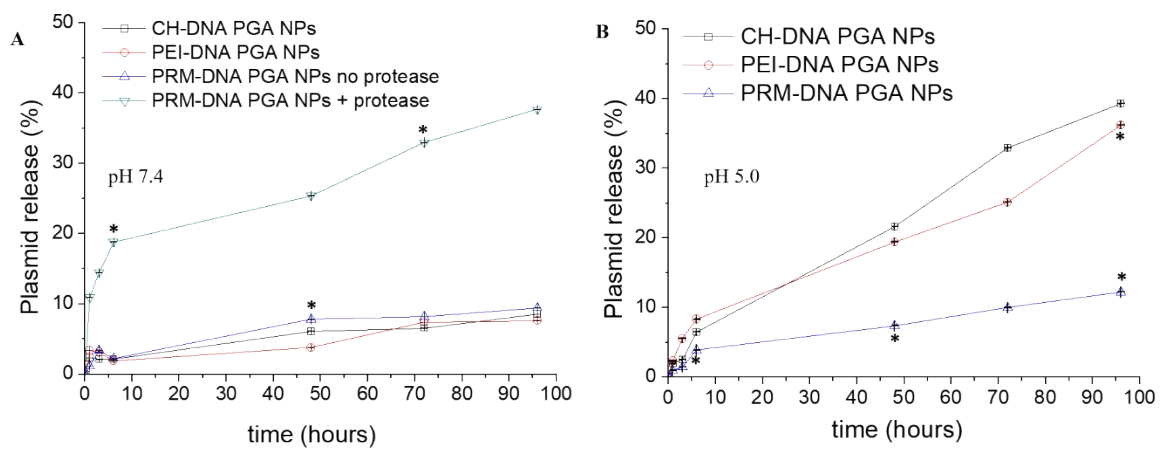 A
CH-DNA PGA NPs
PEI-DNA PGA NPs
PRM-DNA PGA NPs no protease
PRM-DNA PGA NPs + protease
pH 7.4
*
*
*
50
40
30
20
10
0
Plasmid release (%)
0 10 20 30 40 50 60 70 80 90 100
time (hours)
B
CH-DNA PGA NPs
PEI-DNA PGA NPs
PRM-DNA PGA NPs
pH 5.0
*
*
*
*
50
40
30
20
10
0
Plasmid release (%)
0 10 20 30 40 50 60 70 80 90 100
time (hours)